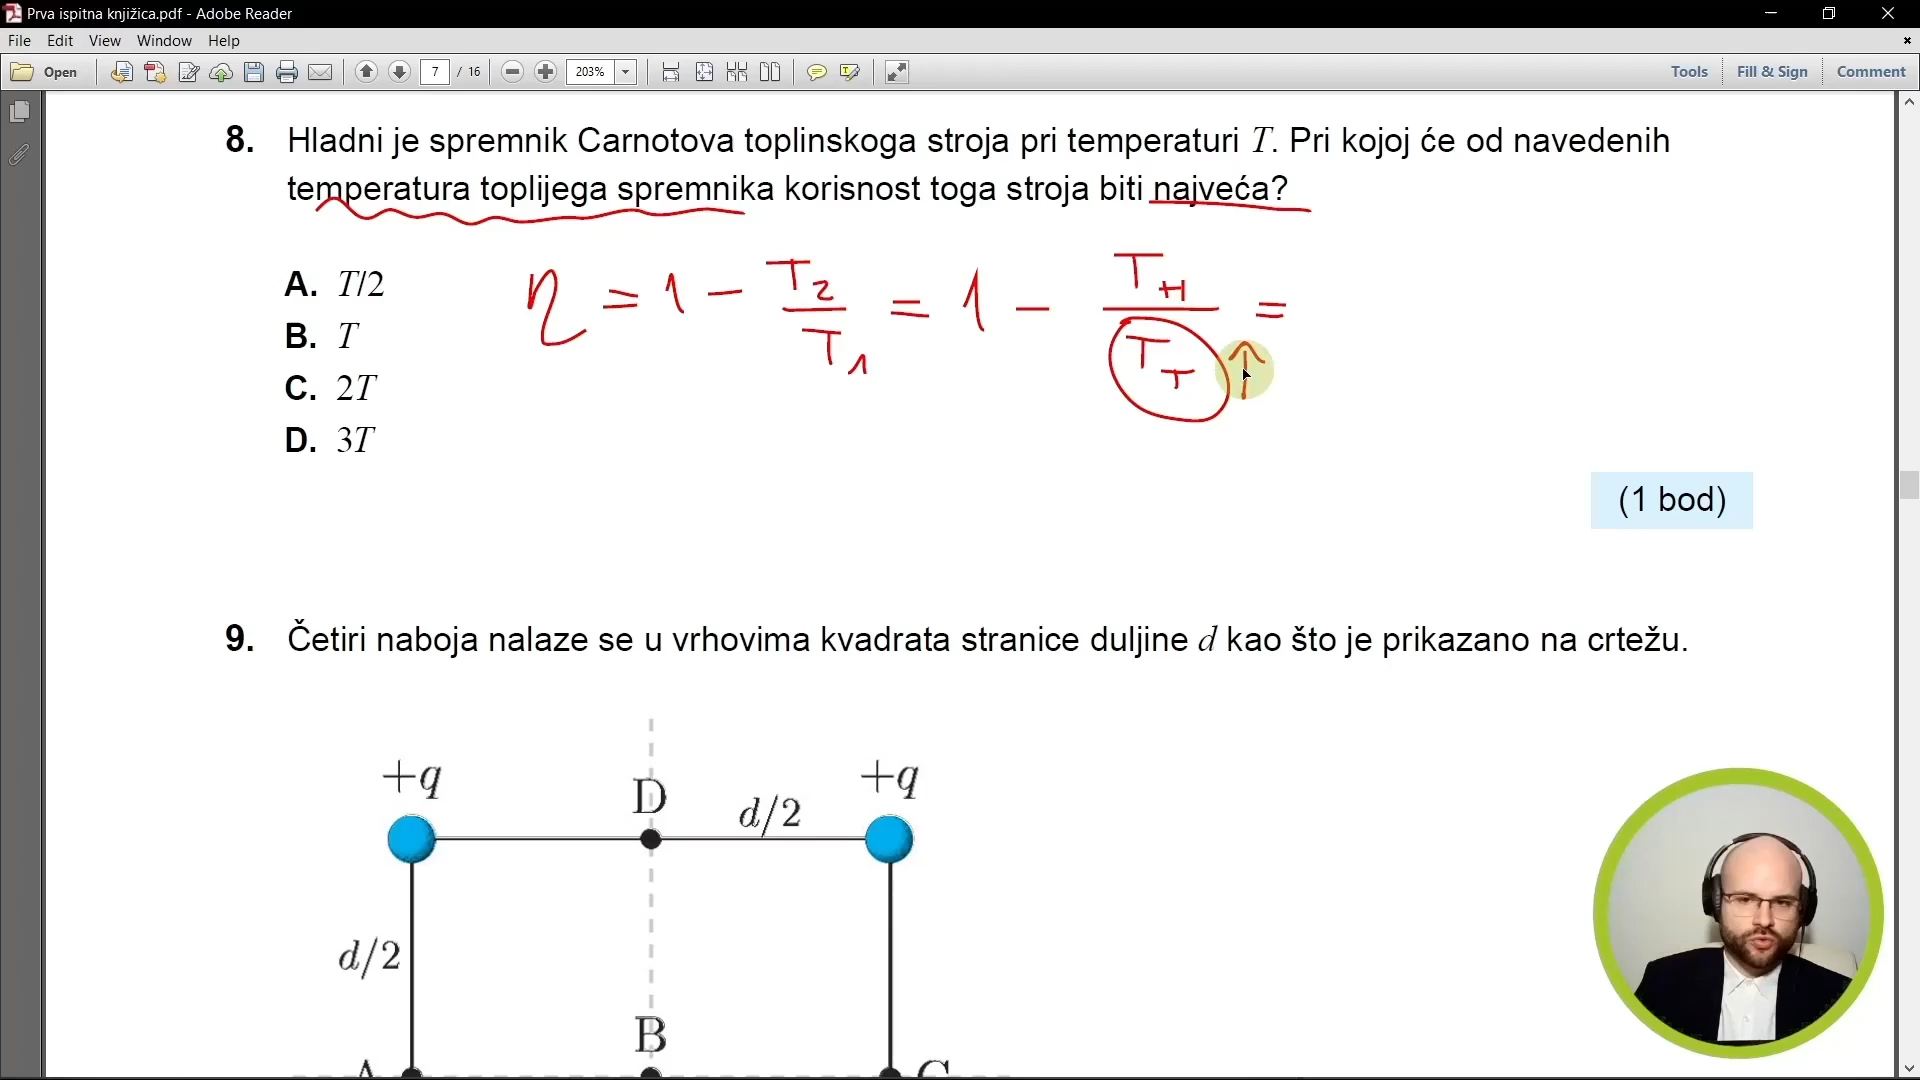 Prva ispitna knjižica.pdf - Adobe Reader
File Edit View Window Help
Open 7 / 16 203% Tools Fill & Sign Comment
8. Hladni je spremnik Carnotova toplinskoga stroja pri temperaturi T. Pri kojoj će od navedenih
temperatura toplijega spremnika korisnost toga stroja biti najveća?
A. T/2
B. T
C. 2T
D. 3T
η = 1 - T2/T1 = 1 - TH/TT ↑ =
(1 bod)
9. Četiri naboja nalaze se u vrhovima kvadrata stranice duljine d kao što je prikazano na crtežu.
+q D d/2 +q
d/2
B
A C